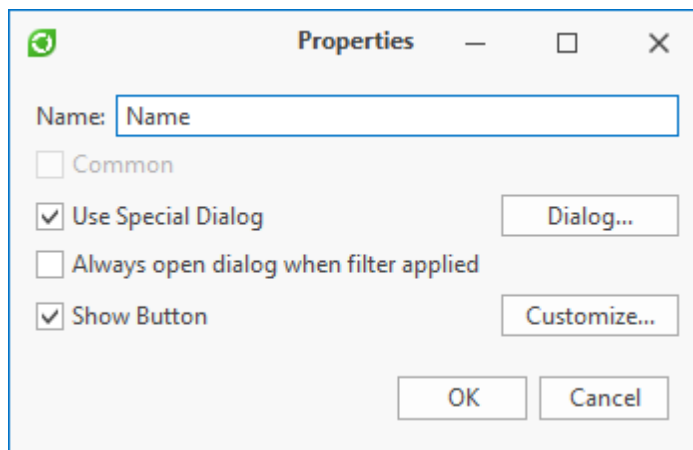 Properties
Name: Name
Common
Use Special Dialog Dialog...
Always open dialog when filter applied
Show Button Customize...
OK Cancel